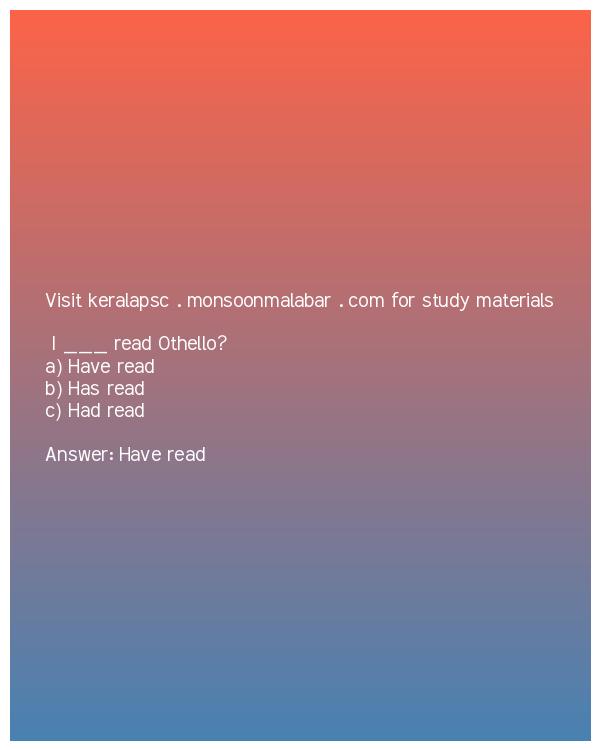 Visit keralapsc . monsoonmalabar . com for study materials
I ___ read Othello?
a) Have read
b) Has read
c) Had read
Answer: Have read